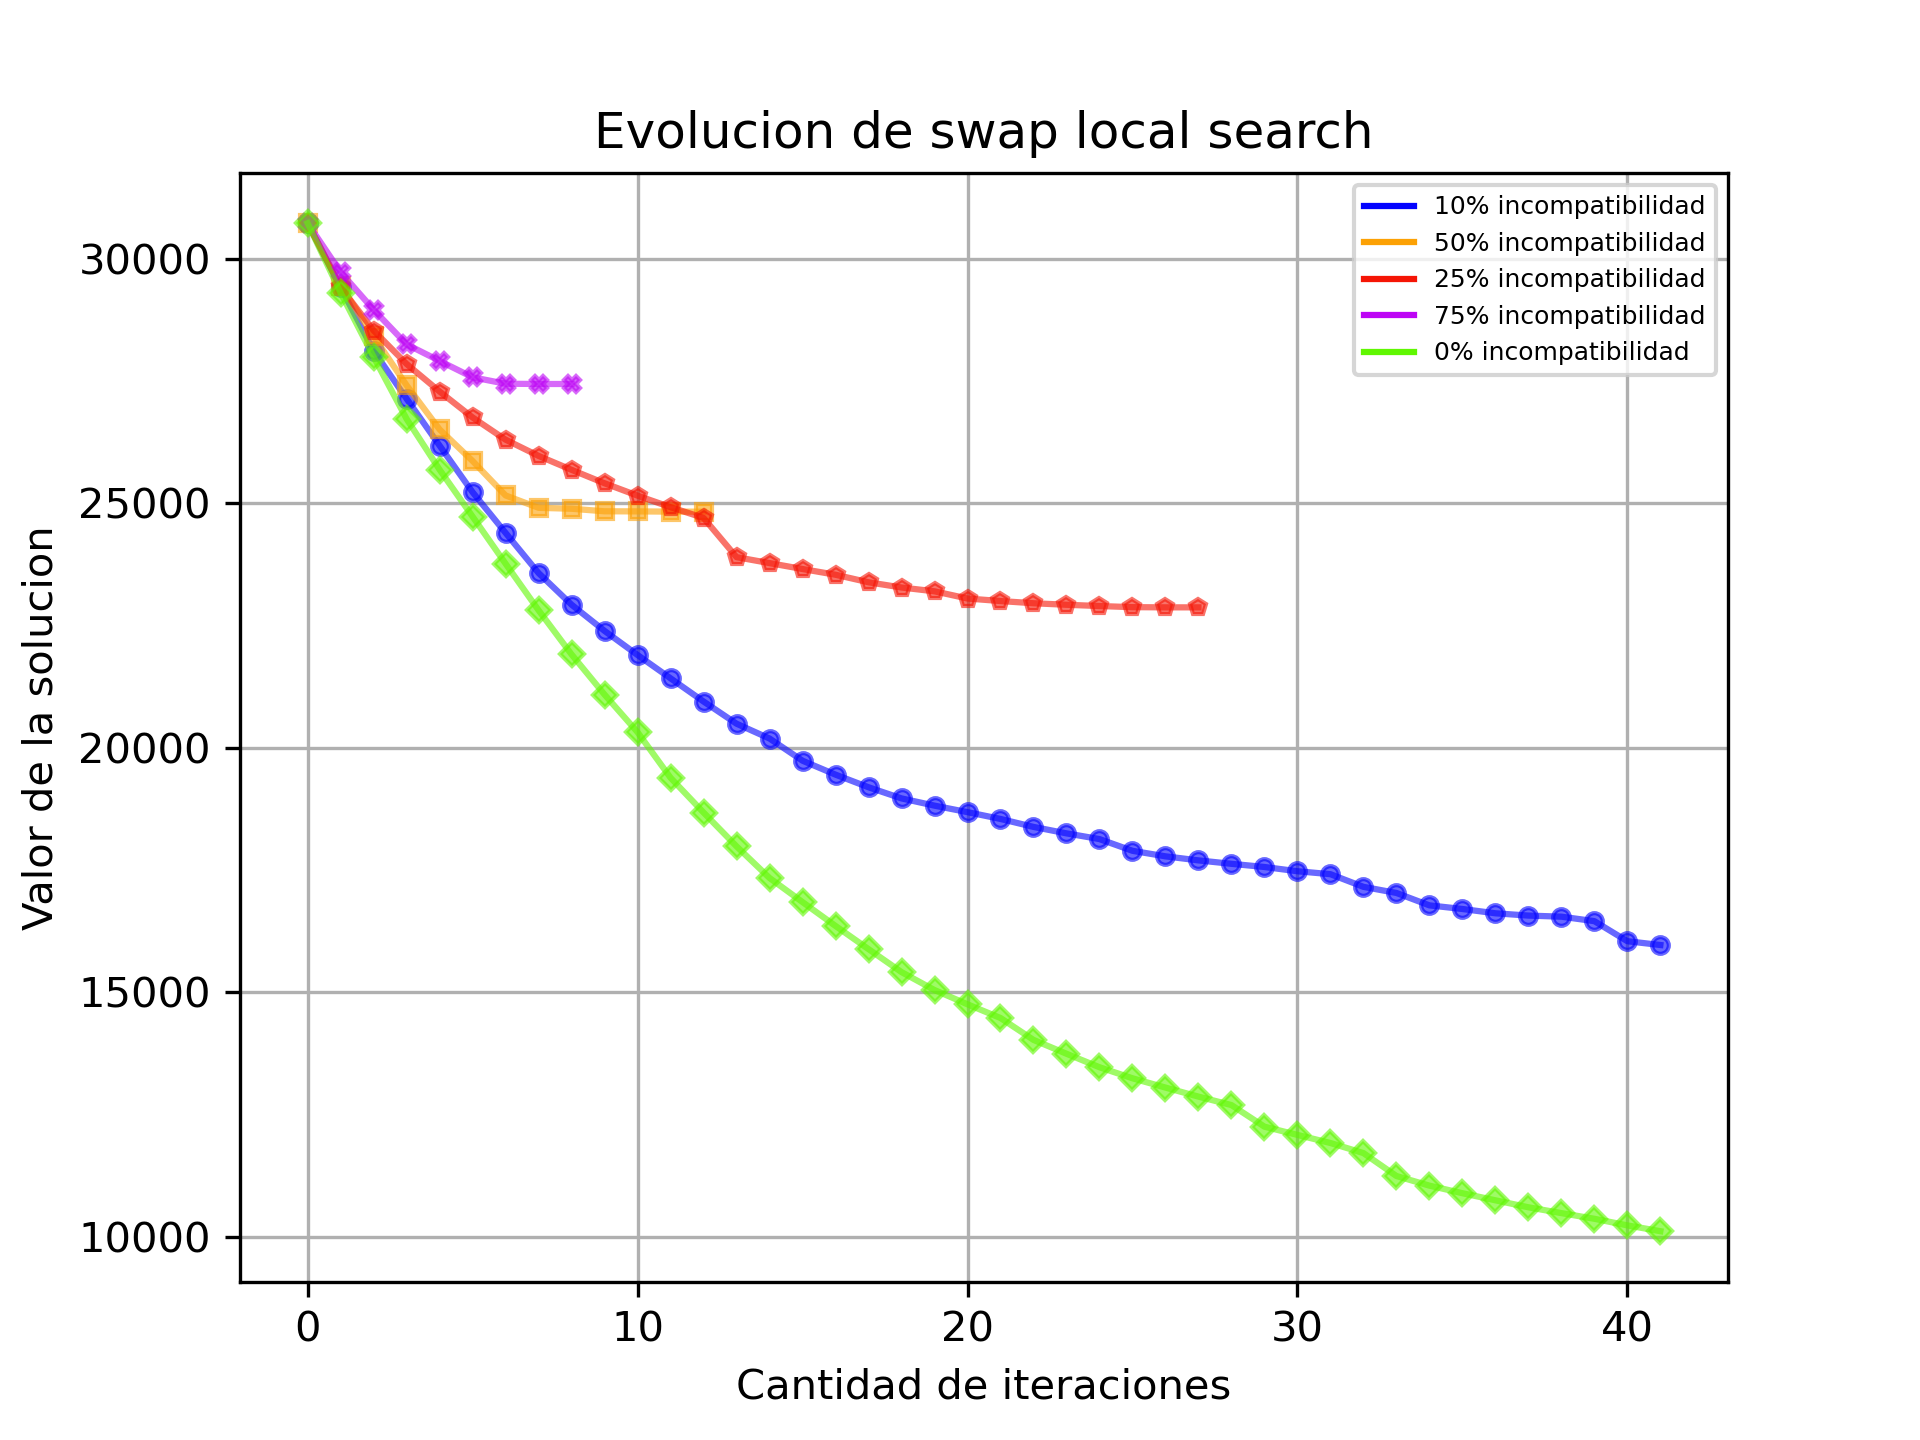 Evolucion de swap local search
10% incompatibilidad
50% incompatibilidad
25% incompatibilidad
75% incompatibilidad
0% incompatibilidad
Valor de la solucion
30000
25000
20000
15000
10000
0 10 20 30 40
Cantidad de iteraciones